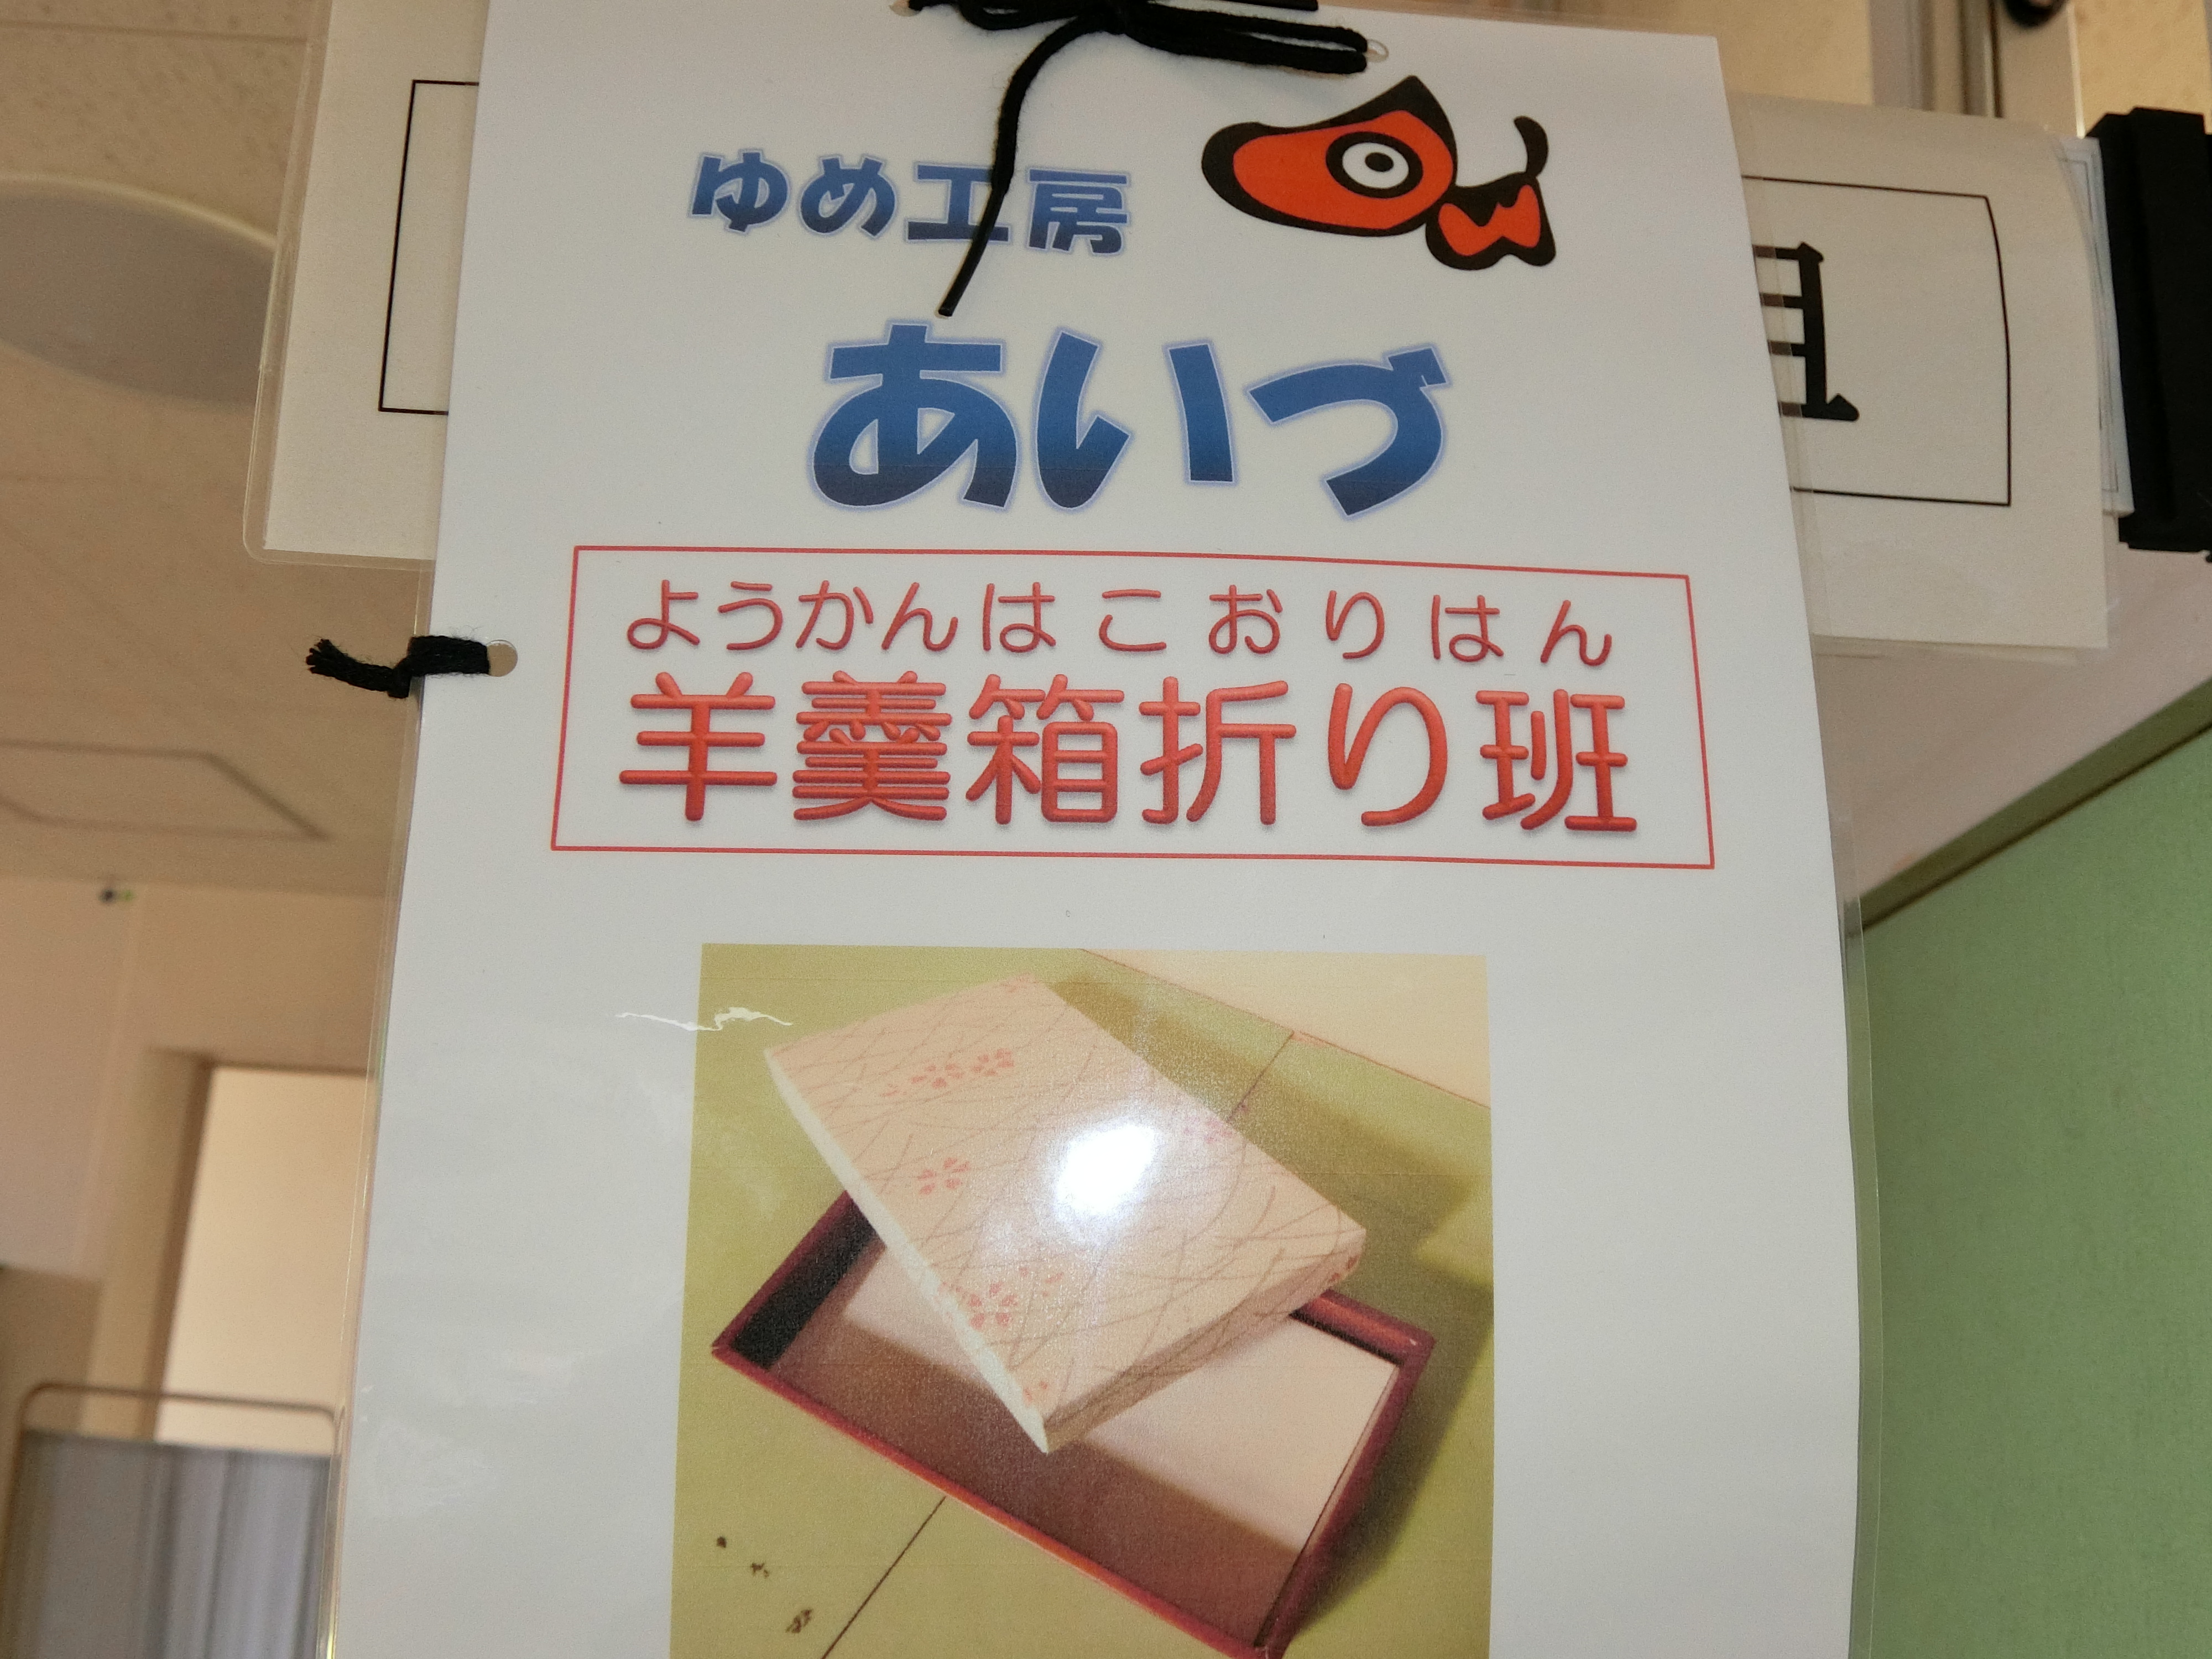 ゆめ工房
あいづ
ようかんはこおりはん
羊羹箱折り班